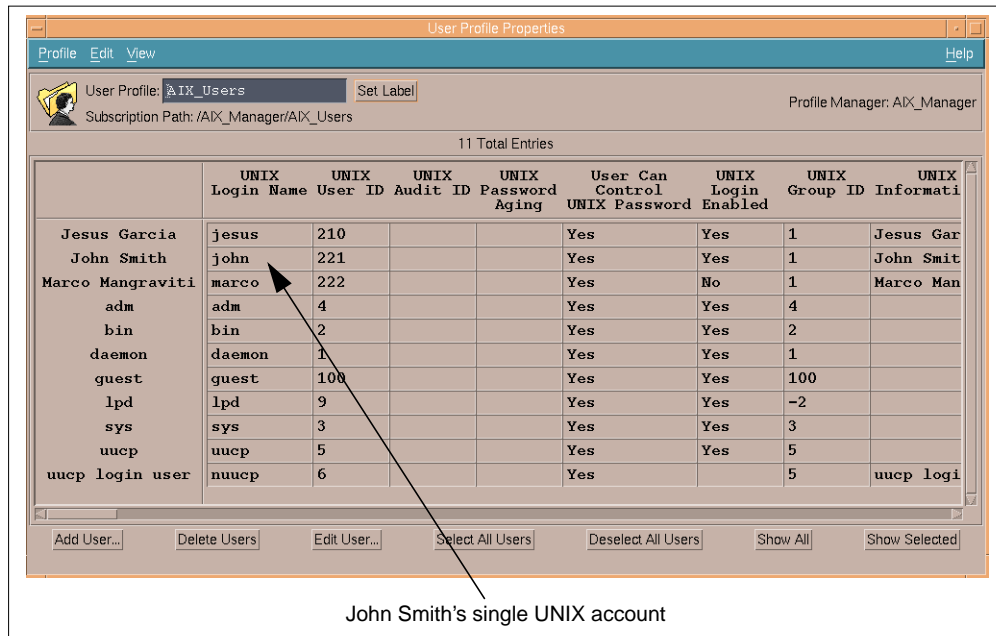 User Profile Properties
Profile Edit View Help
User Profile: AIX_Users Set Label
Profile Manager: AIX_Manager
Subscription Path: /AIX_Manager/AIX_Users
11 Total Entries
UNIX UNIX UNIX UNIX User Can UNIX UNIX UNIX
Login Name User ID Audit ID Password Control Login Group ID Informati
Aging UNIX Password Enabled
Jesus Garcia jesus 210 Yes Yes 1 Jesus Gar
John Smith john 221 Yes Yes 1 John Smit
Marco Mangraviti marco 222 Yes No 1 Marco Man
adm adm 4 Yes Yes 4
bin bin 2 Yes Yes 2
daemon daemon 1 Yes Yes 1
guest guest 100 Yes Yes 100
lpd lpd 9 Yes Yes -2
sys sys 3 Yes Yes 3
uucp uucp 5 Yes Yes 5
uucp login user nuucp 6 Yes 5 uucp logi
Add User... Delete Users Edit User... Select All Users Deselect All Users Show All Show Selected
John Smith's single UNIX account